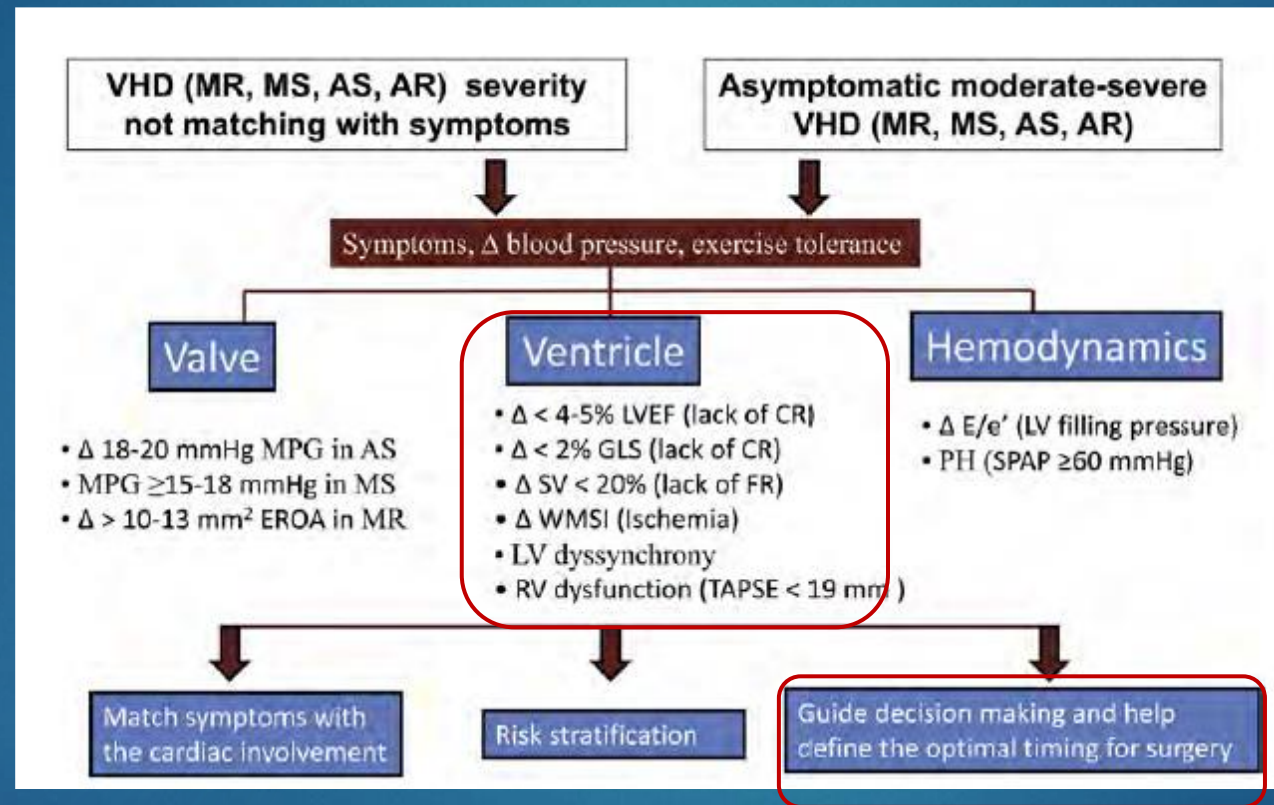 VHD (MR, MS, AS, AR) severity
not matching with symptoms
Asymptomatic moderate-severe
VHD (MR, MS, AS, AR)
Symptoms, Δ blood pressure, exercise tolerance
Valve
• Δ 18-20 mmHg MPG in AS
• MPG ≥15-18 mmHg in MS
• Δ > 10-13 mm² EROA in MR
Ventricle
• Δ < 4-5% LVEF (lack of CR)
• Δ < 2% GLS (lack of CR)
• Δ SV < 20% (lack of FR)
• Δ WMSI (Ischemia)
• LV dyssynchrony
• RV dysfunction (TAPSE < 19 mm )
Hemodynamics
• Δ E/e' (LV filling pressure)
• PH (SPAP ≥60 mmHg)
Match symptoms with
the cardiac involvement
Risk stratification
Guide decision making and help
define the optimal timing for surgery